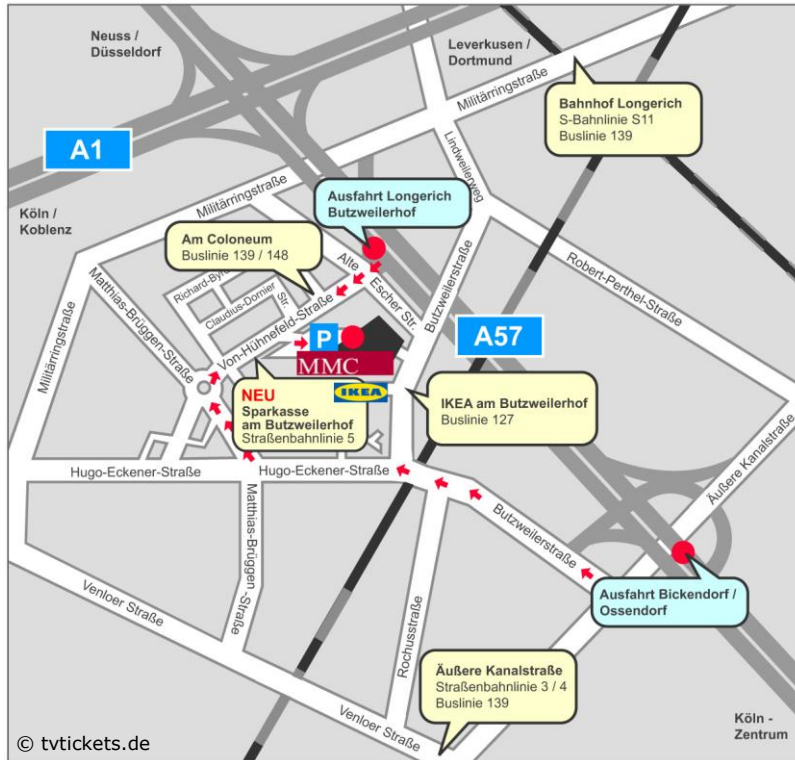 Neuss /
Düsseldorf
Leverkusen /
Dortmund
Militärringstraße
Bahnhof Longerich
S-Bahnlinie S11
Buslinie 139
A1
Lindweilerweg
Köln /
Koblenz
Militärringstraße
Ausfahrt Longerich
Butzweilerhof
Am Coloneum
Buslinie 139 / 148
Alte Escher Str.
Butzweilerstraße
Robert-Perthel-Straße
Matthias-Brüggen-Straße
Claudius-Dornier
Str.
Von-Hühnefeld-Straße
Militärringstraße
P
A57
MMC
IKEA
NEU
Sparkasse
am Butzweilerhof
Straßenbahnlinie 5
IKEA am Butzweilerhof
Buslinie 127
Äußere Kanalstraße
Hugo-Eckener-Straße
Hugo-Eckener-Straße
Matthias-Brüggen-Straße
Butzweilerstraße
Venloer Straße
Ausfahrt Bickendorf /
Ossendorf
Rochusstraße
Äußere Kanalstraße
Straßenbahnlinie 3 / 4
Buslinie 139
Venloer Straße
Köln -
Zentrum
© tvtickets.de